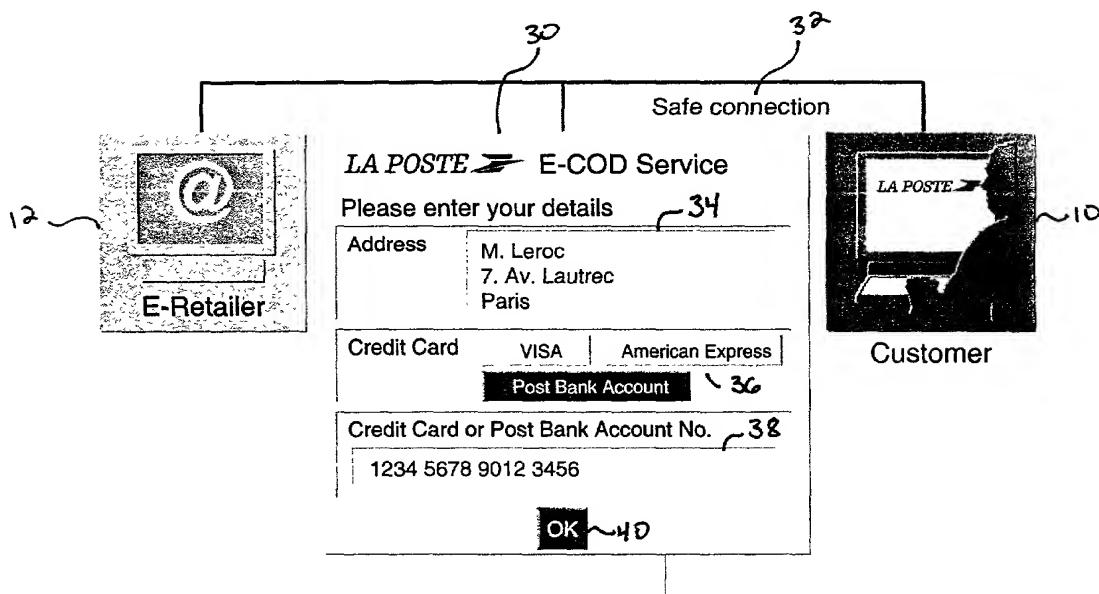 30
32
Safe connection
LA POSTE E-COD Service
LA POSTE
Please enter your details
34
12
@
10
Address
M. Leroc
7. Av. Lautrec
Paris
E-Retailer
Customer
Credit Card
VISA
American Express
Post Bank Account
36
Credit Card or Post Bank Account No.
38
1234 5678 9012 3456
OK
40